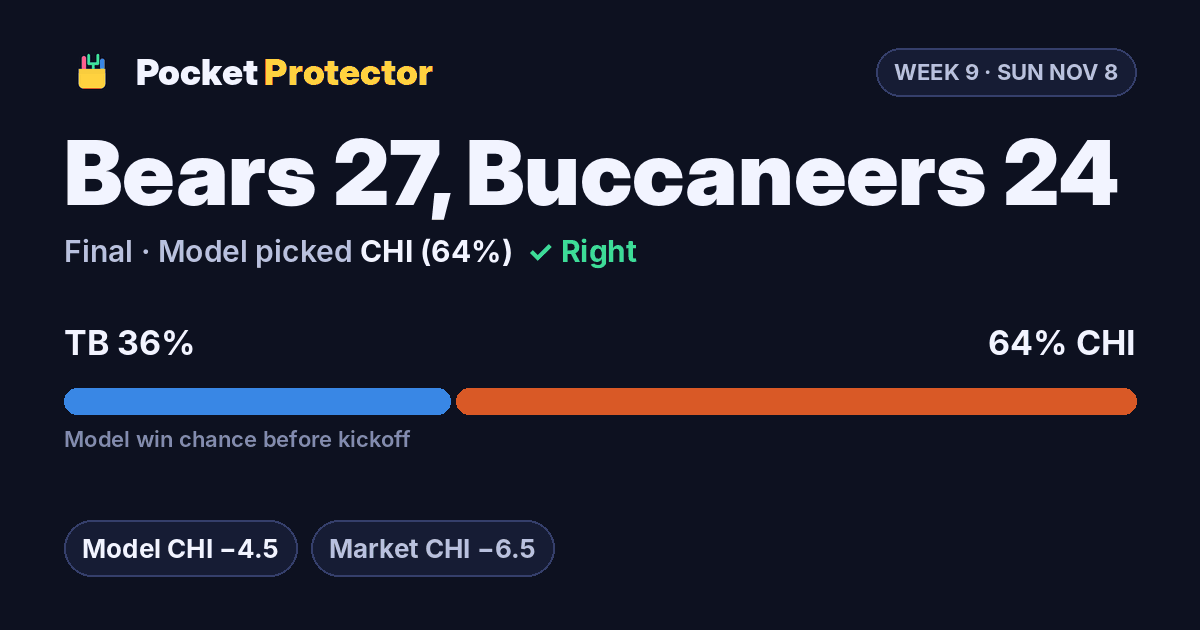 Pocket Protector
WEEK 9 · SUN NOV 8
Bears 27, Buccaneers 24
Final · Model picked CHI (64%) ✓ Right
TB 36%
64% CHI
Model win chance before kickoff
Model CHI −4.5
Market CHI −6.5